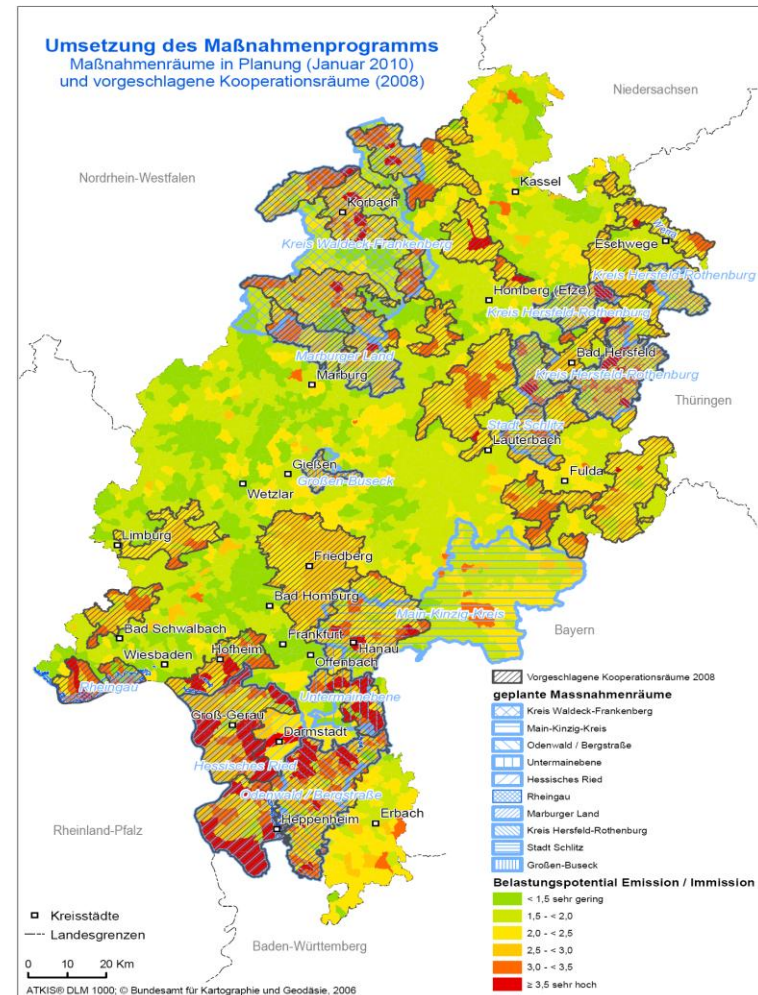 Umsetzung des Maßnahmenprogramms
Maßnahmenräume in Planung (Januar 2010)
und vorgeschlagene Kooperationsräume (2008)
Niedersachsen
Nordrhein-Westfalen
Kassel
Korbach
Werra
Kreis Waldeck-Frankenberg
Eschwege
Kreis Hersfeld-Rothenburg
Homberg (Efze)
Kreis Hersfeld-Rothenburg
Marburger Land
Bad Hersfeld
Marburg
Kreis Hersfeld-Rothenburg
Thüringen
Stadt Schlitz
Lauterbach
Gießen
Großen-Buseck
Fulda
Wetzlar
Limburg
Friedberg
Bad Homburg
Main-Kinzig-Kreis
Bayern
Bad Schwalbach
Frankfurt
Hanau
Wiesbaden
Hofheim
Offenbach
Rheingau
Untermainebene
Groß-Gerau
Darmstadt
Hessisches Ried
Odenwald / Bergstraße
Erbach
Heppenheim
Rheinland-Pfalz
Baden-Württemberg
Vorgeschlagene Kooperationsräume 2008
geplante Massnahmenräume
Kreis Waldeck-Frankenberg
Main-Kinzig-Kreis
Odenwald / Bergstraße
Untermainebene
Hessisches Ried
Rheingau
Marburger Land
Kreis Hersfeld-Rothenburg
Stadt Schlitz
Großen-Buseck
Belastungspotential Emission / Immission
< 1,5 sehr gering
1,5 - < 2,0
2,0 - < 2,5
2,5 - < 3,0
3,0 - < 3,5
≥ 3,5 sehr hoch
Kreisstädte
Landesgrenzen
0 10 20 Km
ATKIS® DLM 1000; © Bundesamt für Kartographie und Geodäsie, 2006